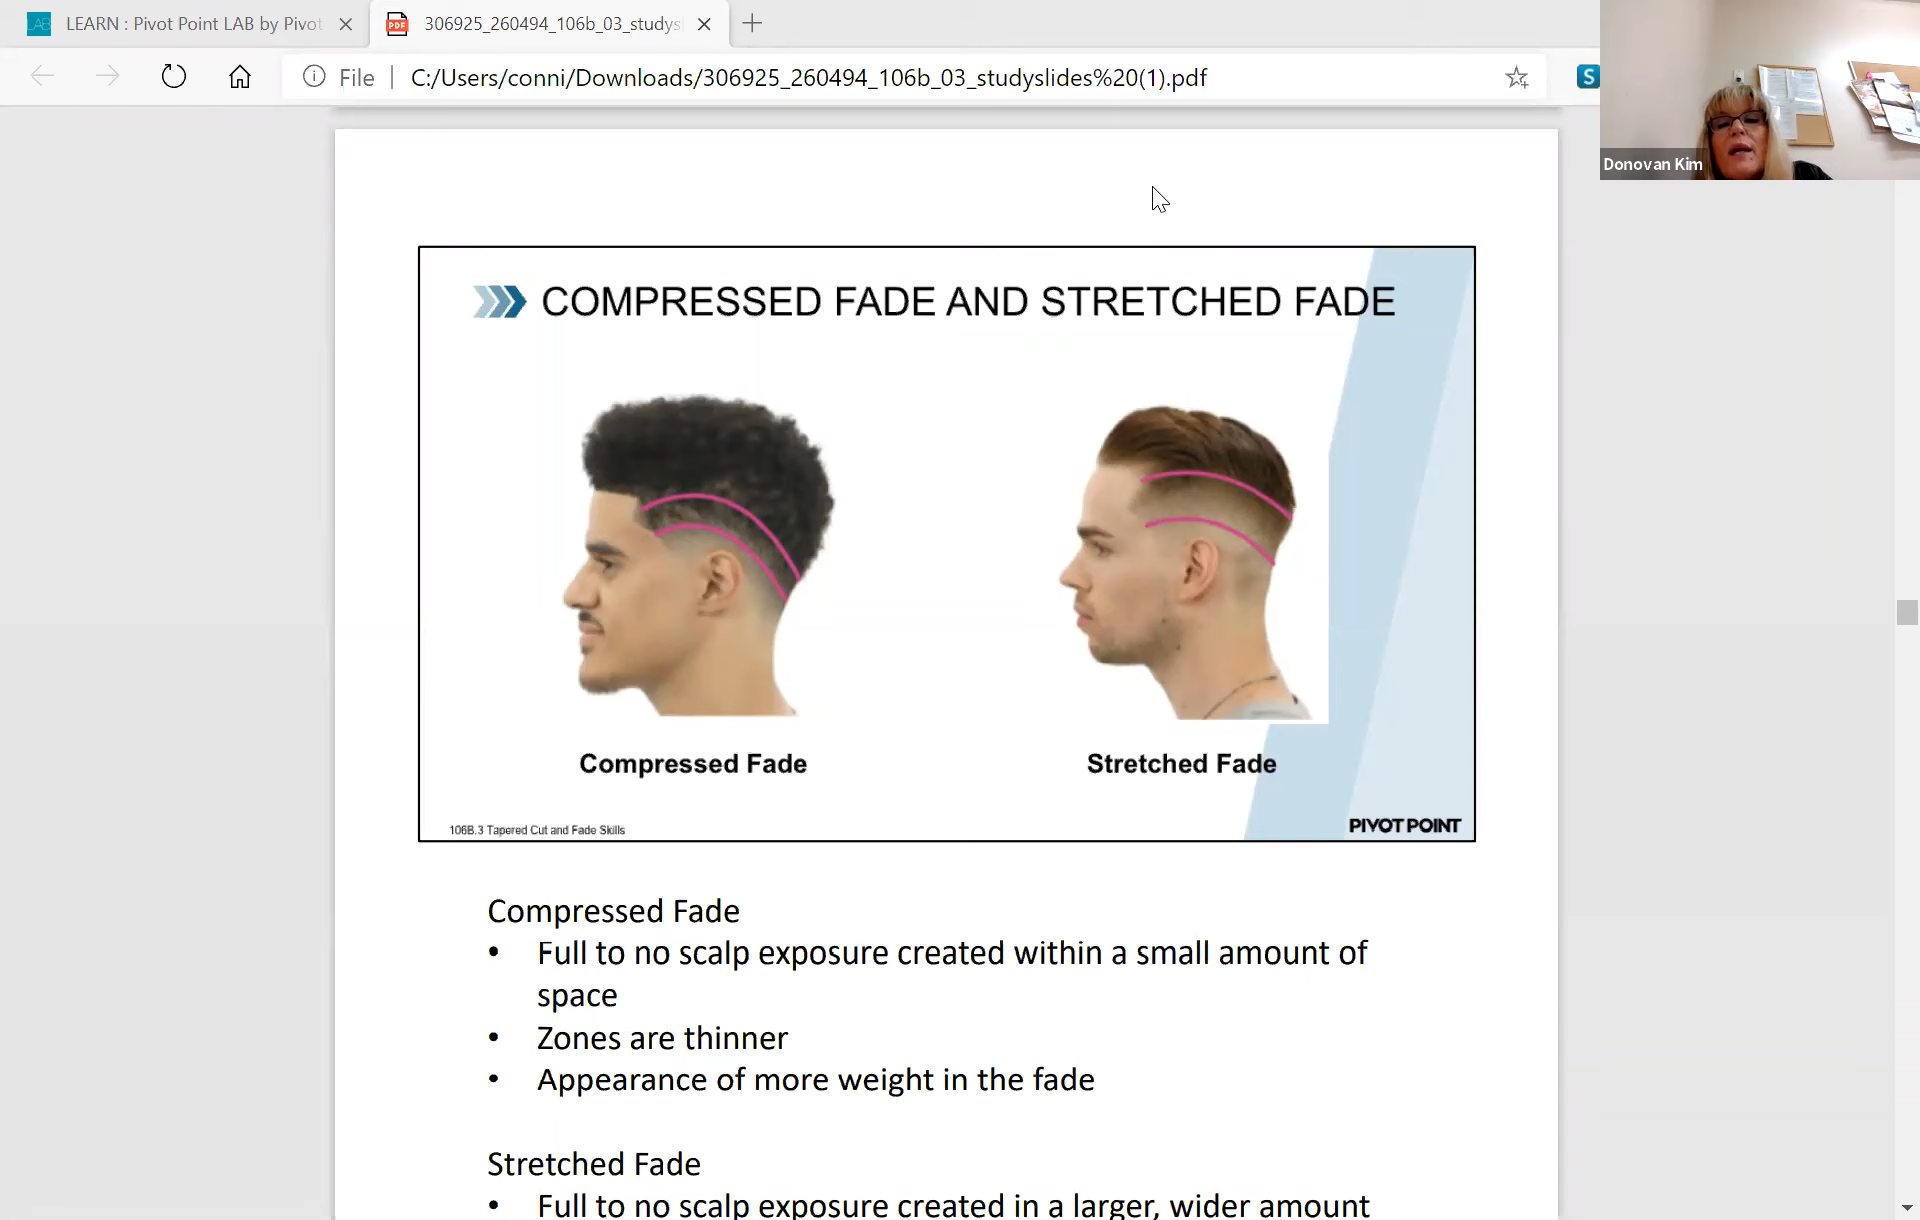 LEARN : Pivot Point LAB by Pivot
306925_260494_106b_03_studys
File
C:/Users/conni/Downloads/306925_260494_106b_03_studyslides%20(1).pdf
S
Donovan Kim
COMPRESSED FADE AND STRETCHED FADE
Compressed Fade
Stretched Fade
106B.3 Tapered Cut and Fade Skills
PIVOT POINT
Compressed Fade
• Full to no scalp exposure created within a small amount of
space
• Zones are thinner
• Appearance of more weight in the fade
Stretched Fade
• Full to no scalp exposure created in a larger, wider amount